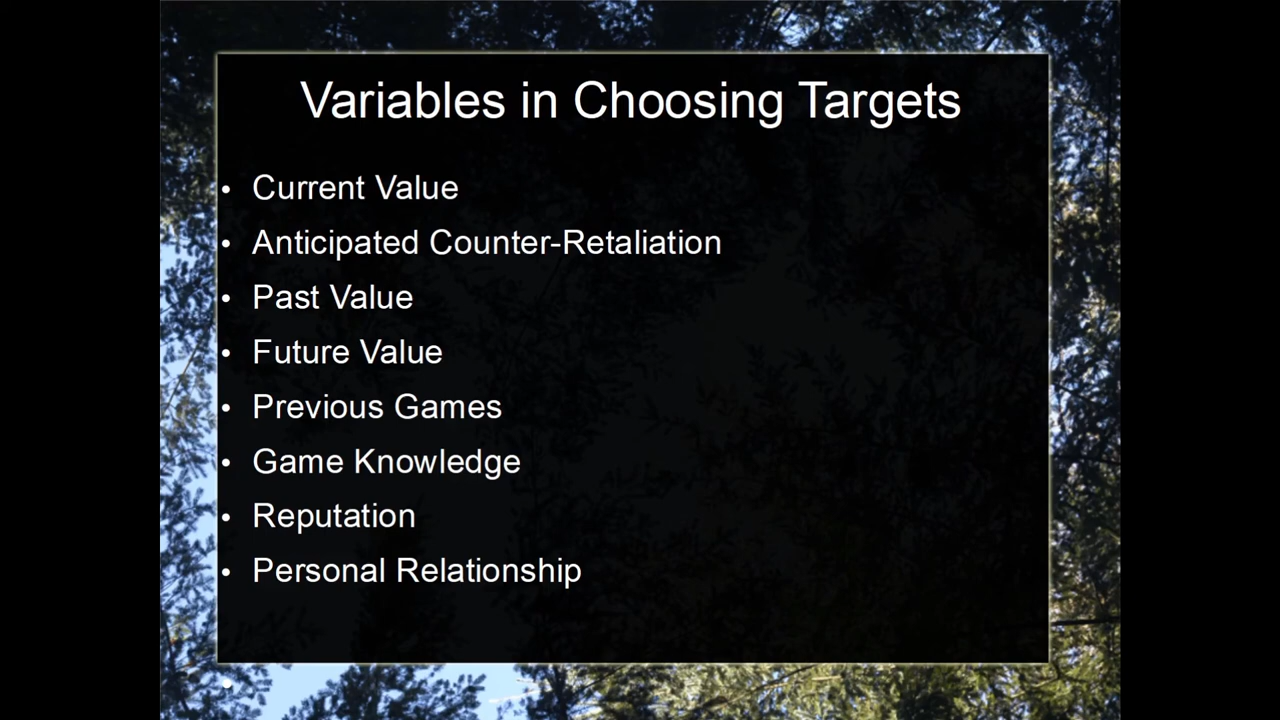 Variables in Choosing Targets
• Current Value
• Anticipated Counter-Retaliation
• Past Value
• Future Value
• Previous Games
• Game Knowledge
• Reputation
• Personal Relationship
•